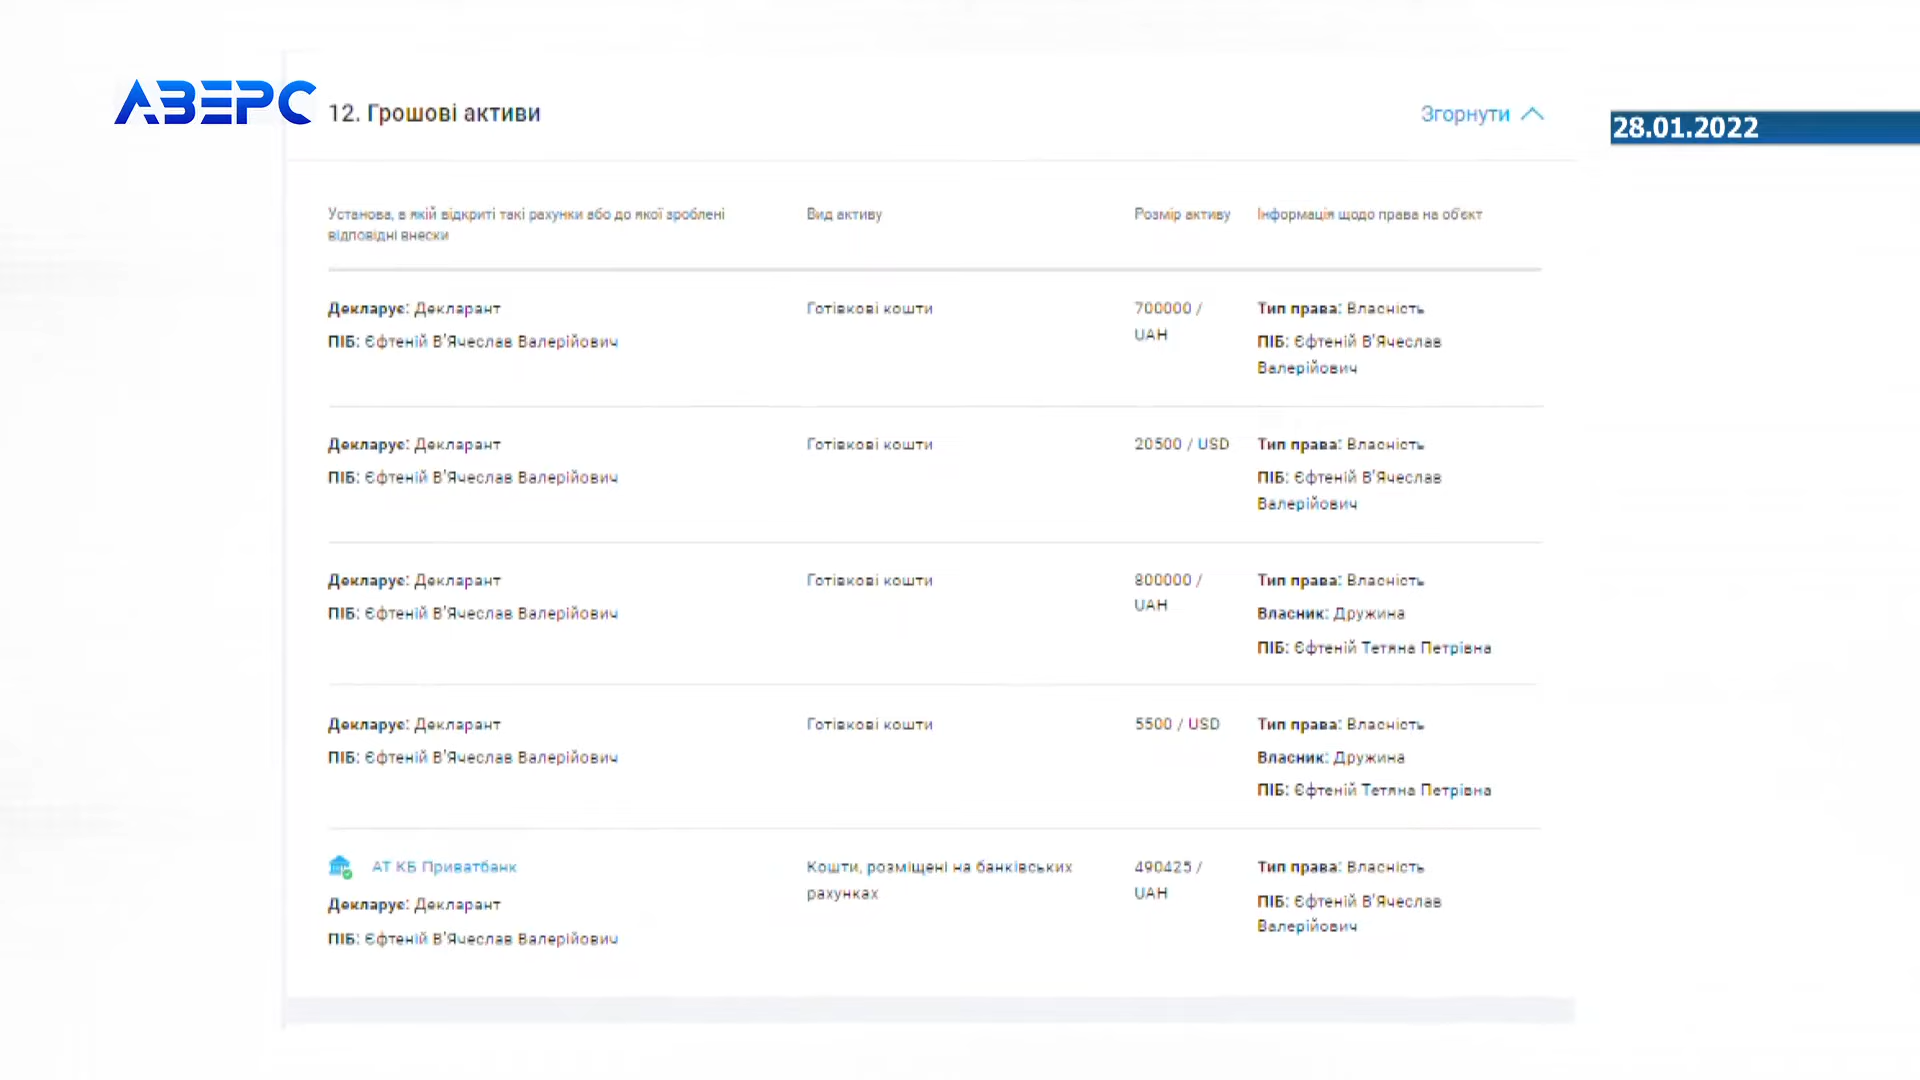 АВЕРС
12. Грошові активи
Згорнути
28.01.2022
Установа, в якій відкриті такі рахунки або до якої зроблені
відповідні внески
Вид активу
Розмір активу
Інформація щодо права на об'єкт
Декларує: Декларант
ПІБ: Єфтеній В'Ячеслав Валерійович
Готівкові кошти
700000 /
UAH
Тип права: Власність
ПІБ: Єфтеній В'Ячеслав
Валерійович
Декларує: Декларант
ПІБ: Єфтеній В'Ячеслав Валерійович
Готівкові кошти
20500 / USD
Тип права: Власність
ПІБ: Єфтеній В'Ячеслав
Валерійович
Декларує: Декларант
ПІБ: Єфтеній В'Ячеслав Валерійович
Готівкові кошти
800000 /
UAH
Тип права: Власність
Власник: Дружина
ПІБ: Єфтеній Тетяна Петрівна
Декларує: Декларант
ПІБ: Єфтеній В'Ячеслав Валерійович
Готівкові кошти
5500 / USD
Тип права: Власність
Власник: Дружина
ПІБ: Єфтеній Тетяна Петрівна
АТ КБ Приватбанк
Декларує: Декларант
ПІБ: Єфтеній В'Ячеслав Валерійович
Кошти, розміщені на банківських
рахунках
490425 /
UAH
Тип права: Власність
ПІБ: Єфтеній В'Ячеслав
Валерійович